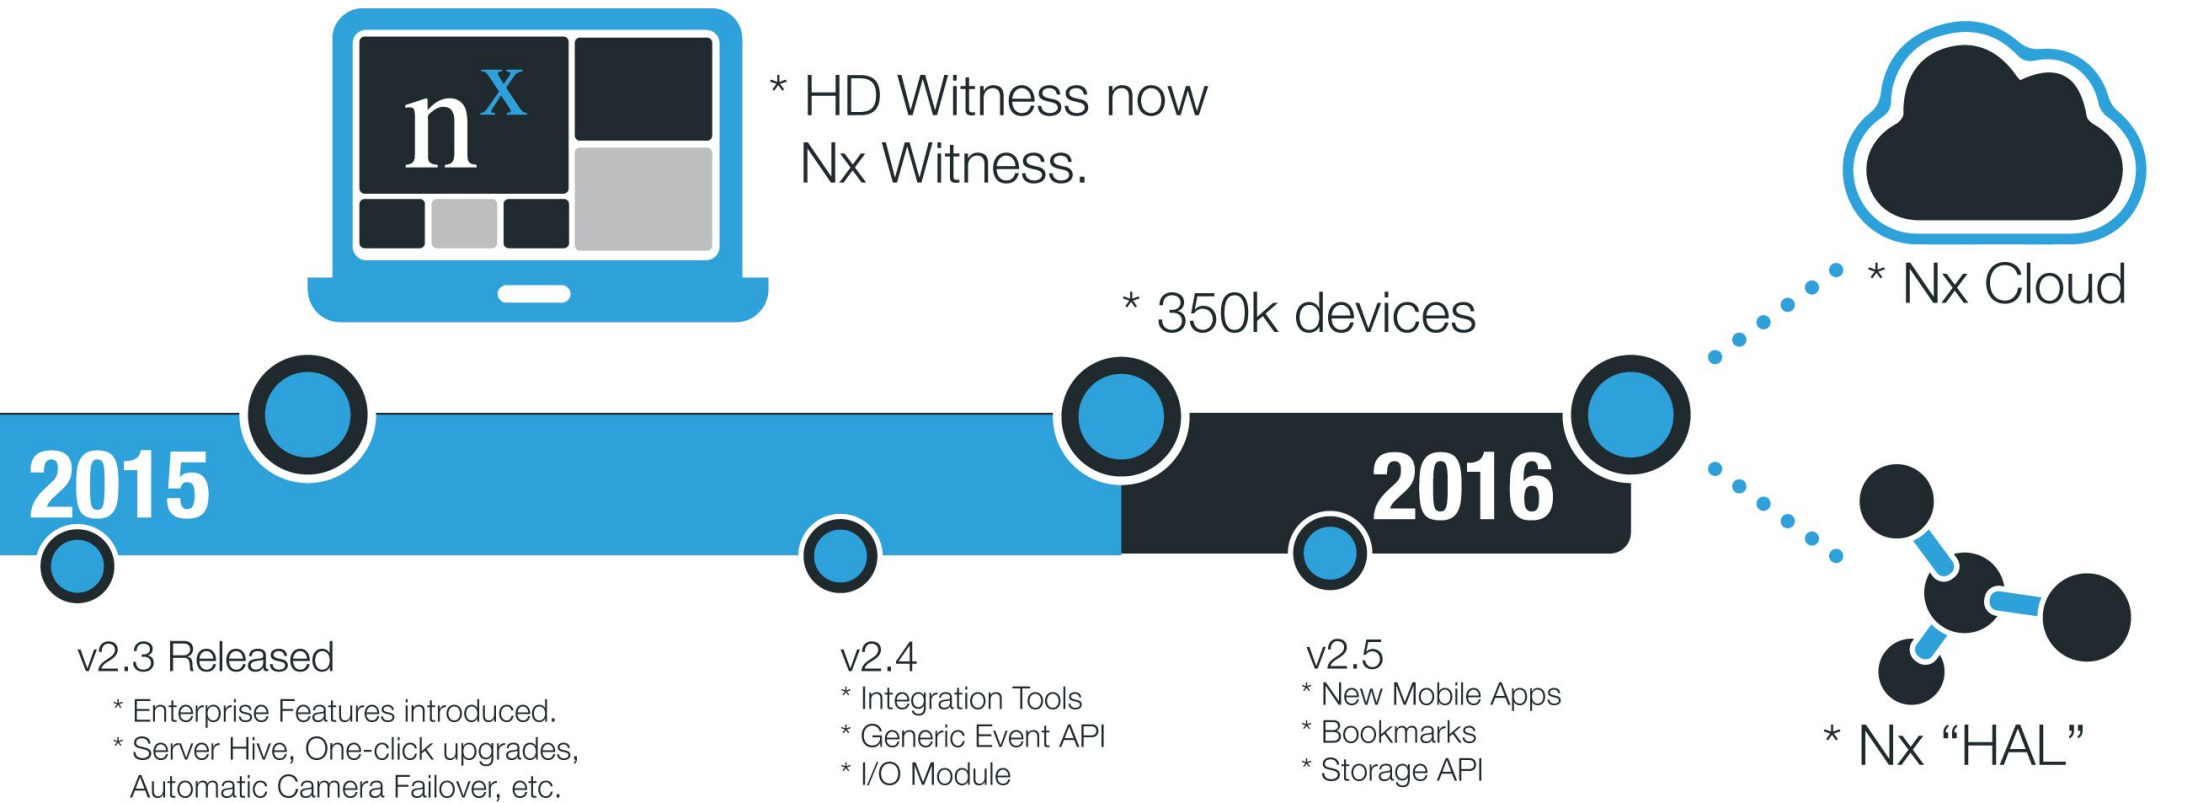 nx
* HD Witness now
Nx Witness.
* Nx Cloud
* 350k devices
2015
2016
v2.3 Released
* Enterprise Features introduced.
* Server Hive, One-click upgrades,
Automatic Camera Failover, etc.
v2.4
* Integration Tools
* Generic Event API
* I/O Module
v2.5
* New Mobile Apps
* Bookmarks
* Storage API
* Nx “HAL”